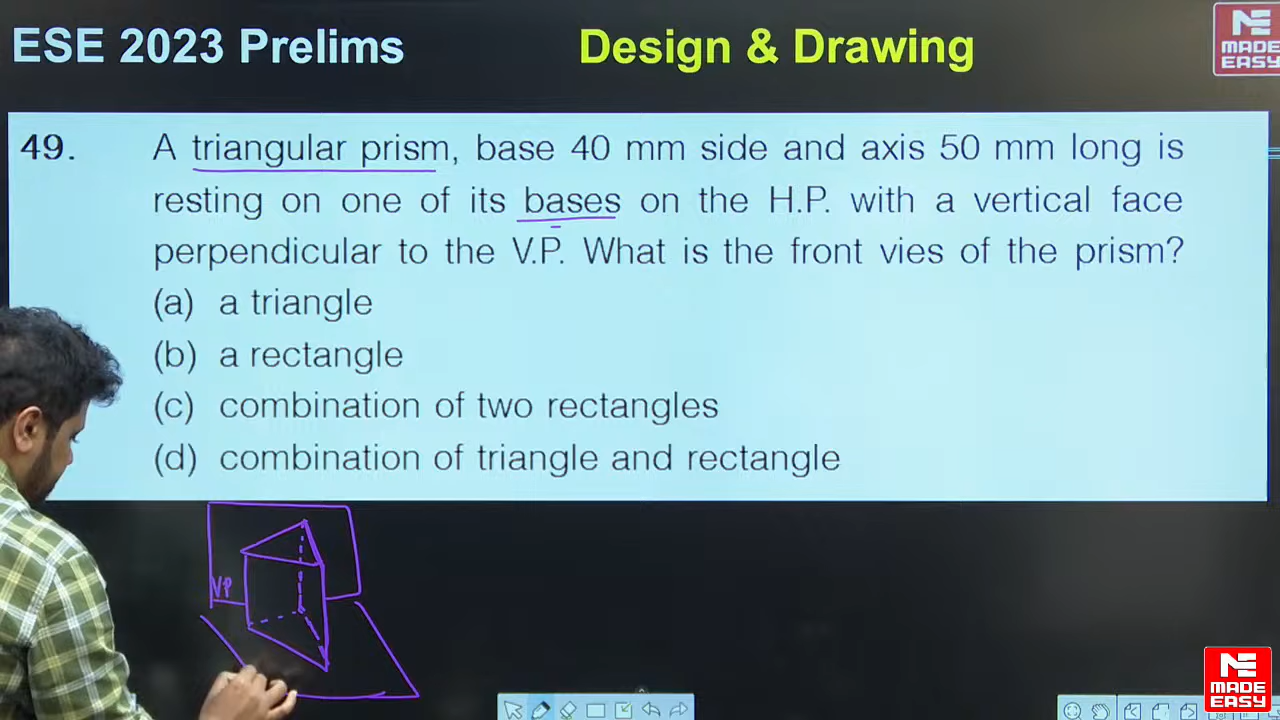 ESE 2023 Prelims
Design & Drawing
MADE
EASY
49. A triangular prism, base 40 mm side and axis 50 mm long is
resting on one of its bases on the H.P. with a vertical face
perpendicular to the V.P. What is the front vies of the prism?
(a) a triangle
(b) a rectangle
(c) combination of two rectangles
(d) combination of triangle and rectangle
VP
MADE
EASY